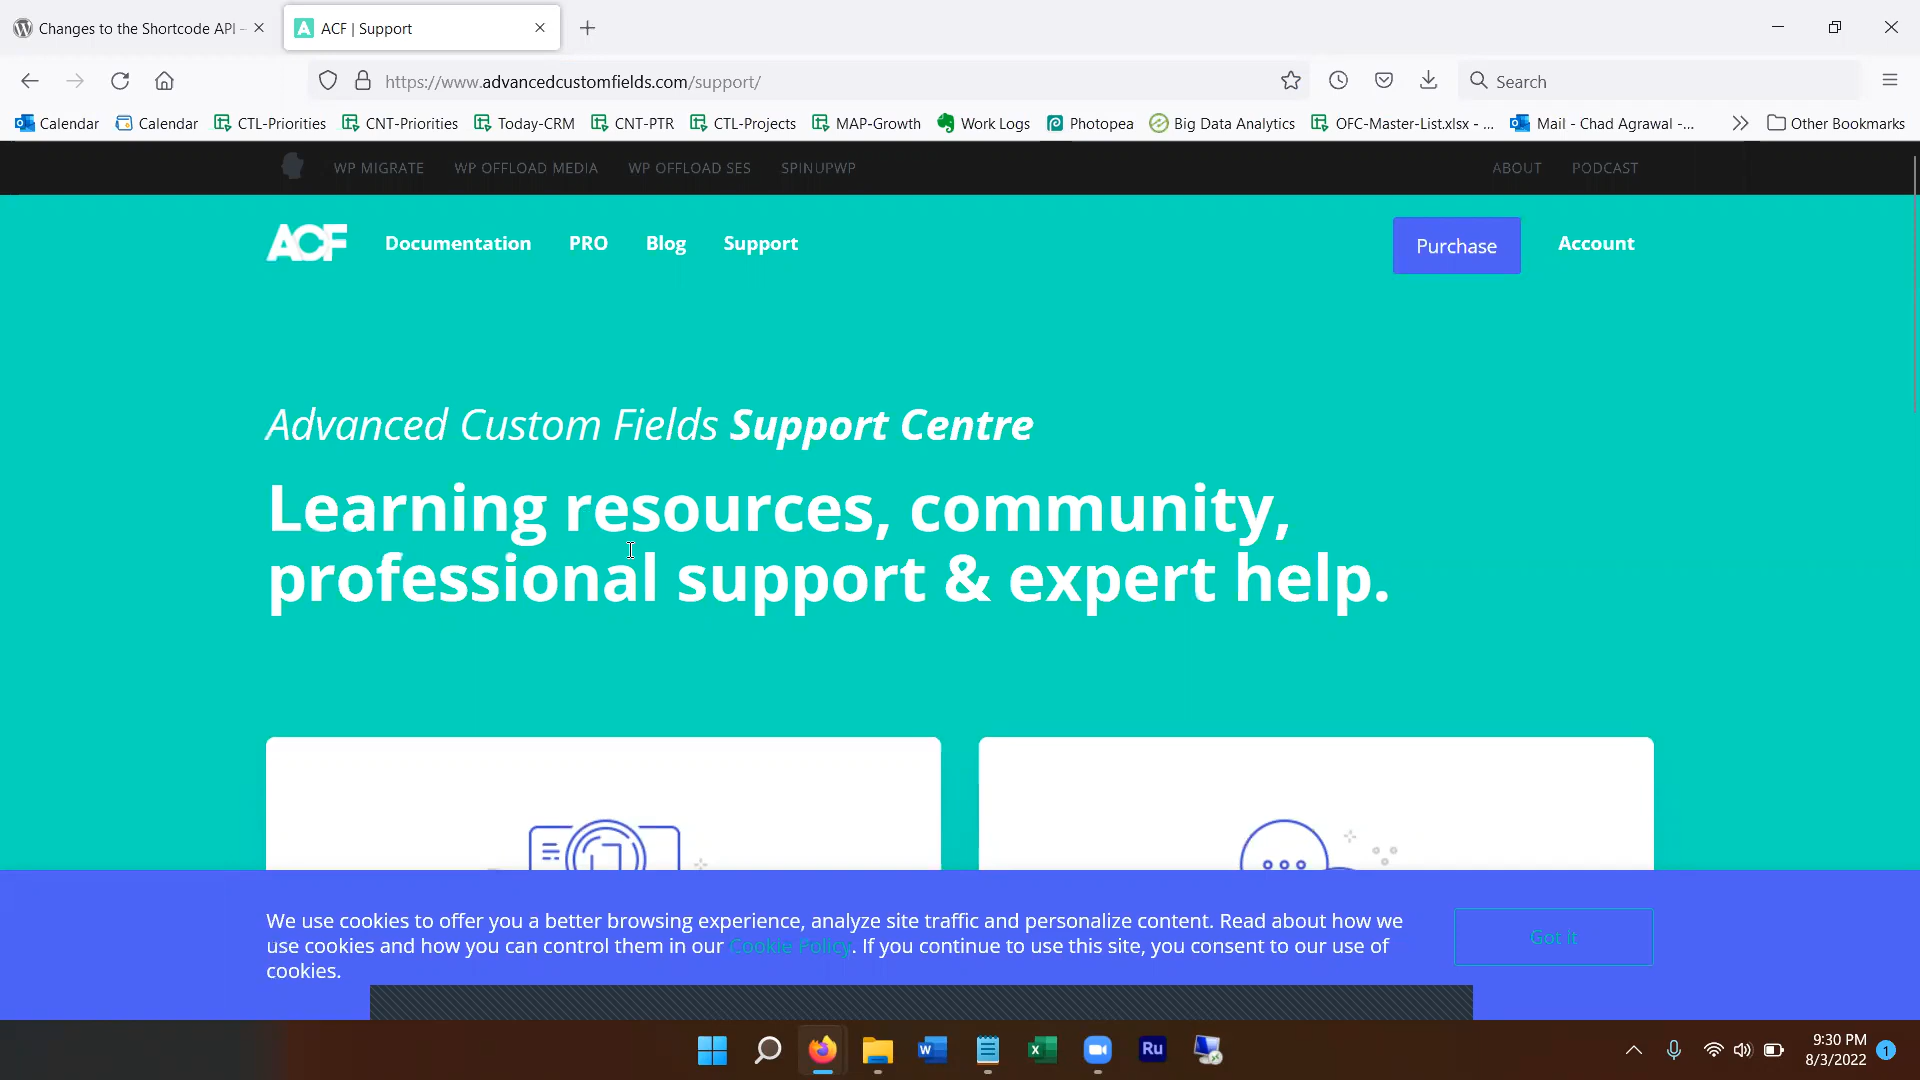 Changes to the Shortcode API -
ACF | Support
https://www.advancedcustomfields.com/support/
Search
Calendar
Calendar
CTL-Priorities
CNT-Priorities
Today-CRM
CNT-PTR
CTL-Projects
MAP-Growth
Work Logs
Photopea
Big Data Analytics
OFC-Master-List.xlsx - ...
Mail - Chad Agrawal -...
Other Bookmarks
WP MIGRATE
WP OFFLOAD MEDIA
WP OFFLOAD SES
SPINUPWP
ABOUT
PODCAST
ACF
Documentation
PRO
Blog
Support
Purchase
Account
Advanced Custom Fields Support Centre
Learning resources, community,
professional support & expert help.
We use cookies to offer you a better browsing experience, analyze site traffic and personalize content. Read about how we
use cookies and how you can control them in our Cookie Policy. If you continue to use this site, you consent to our use of
cookies.
Got it
Ru
9:30 PM
8/3/2022
1